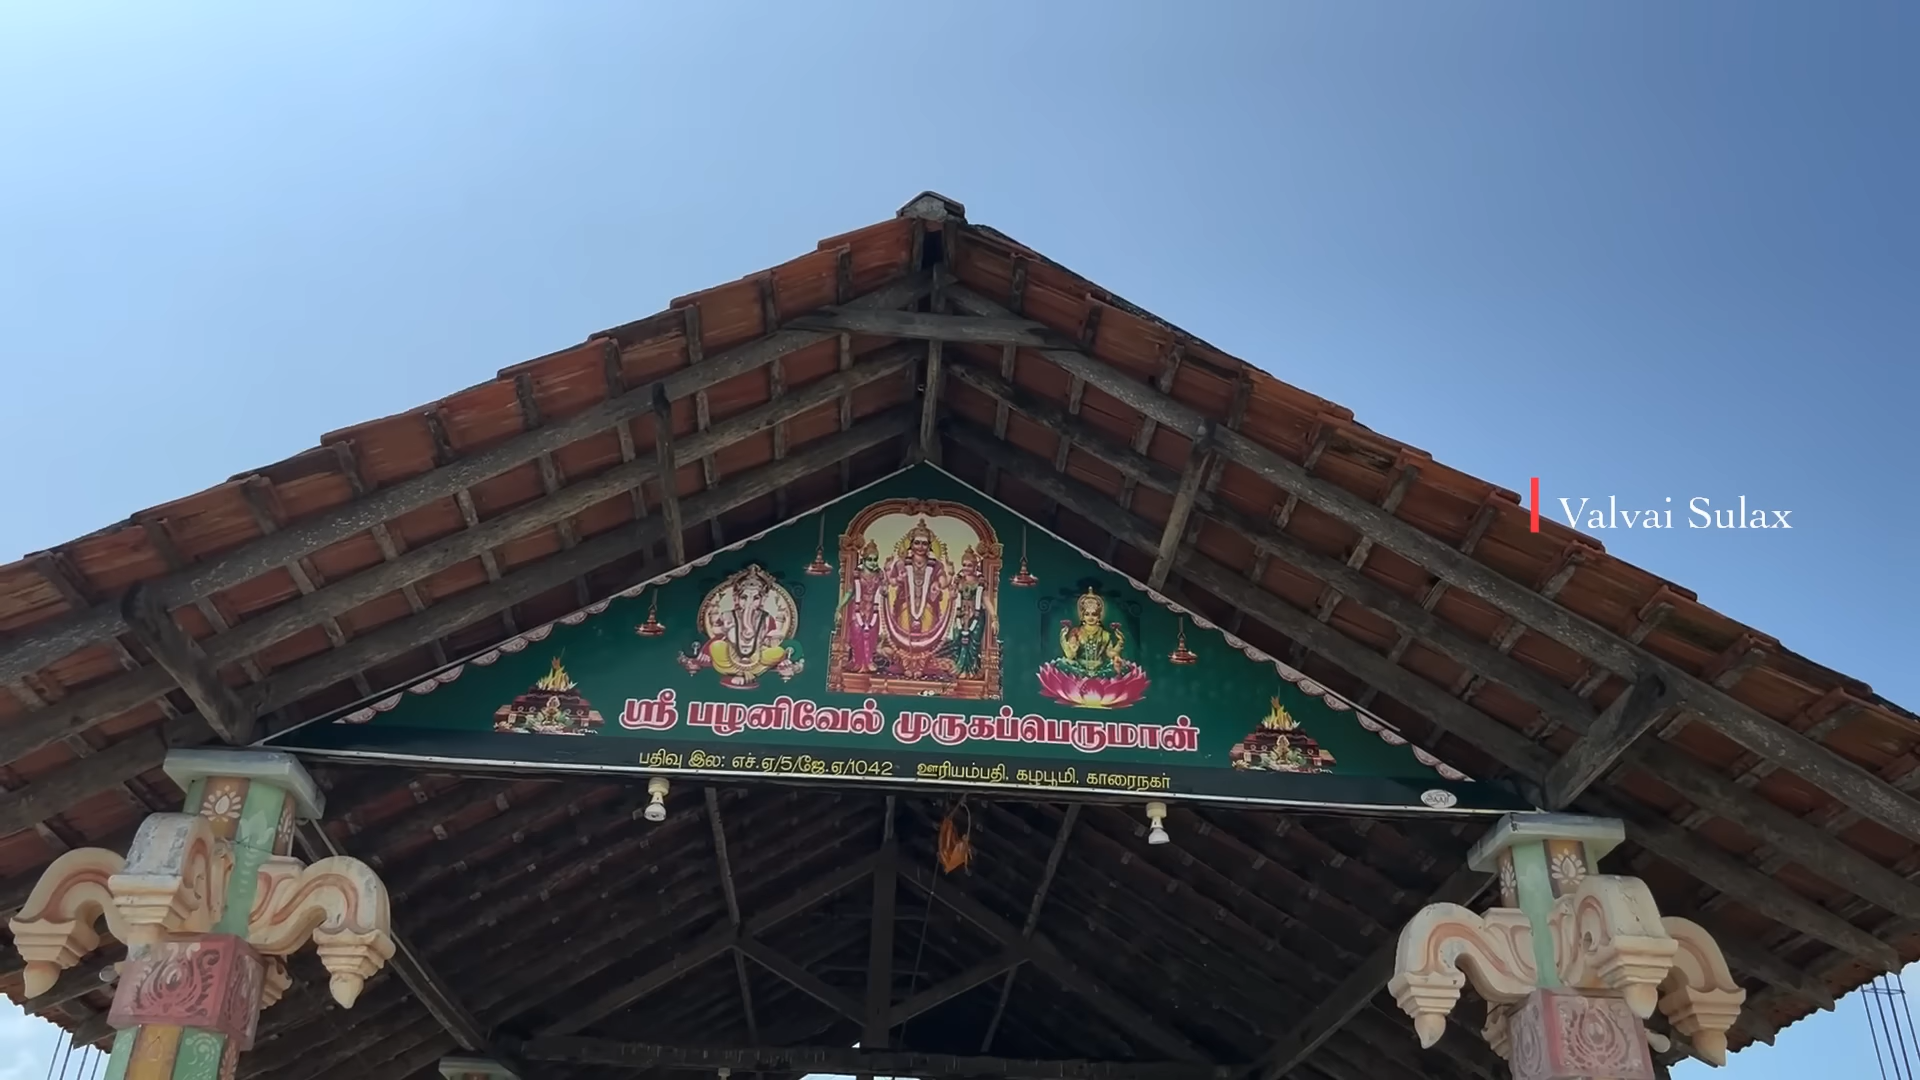 ஸ்ரீ பழனிவேல் முருகப்பெருமான்
பதிவு இல: எச்.ஏ/5/ஜே.ஏ/1042 ஊரியம்பதி, கழபூமி, காரைநகர்
Valvai Sulax